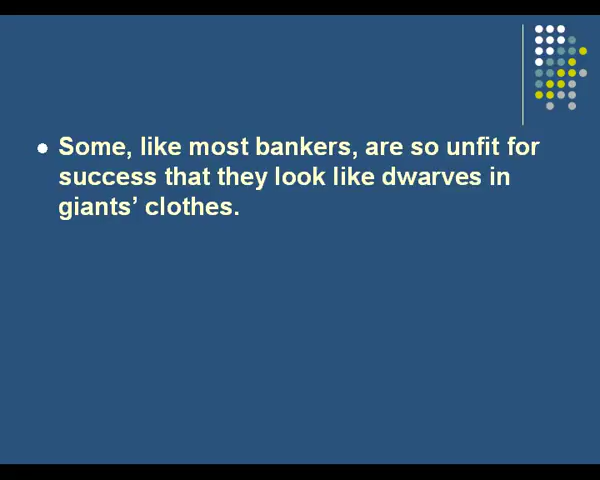 Some, like most bankers, are so unfit for
success that they look like dwarves in
giants’ clothes.